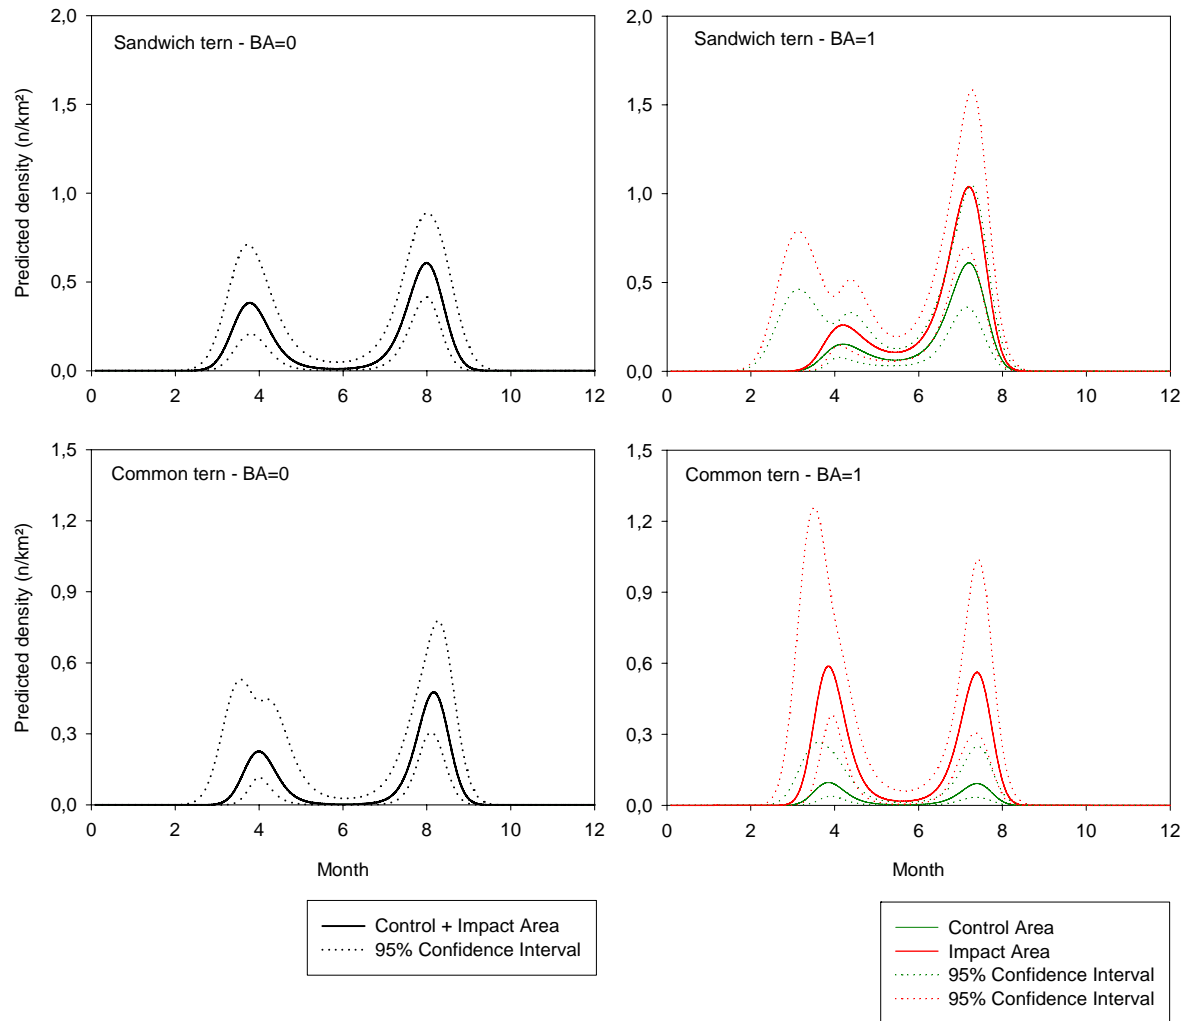 2,0
Sandwich tern - BA=0
1,5
1,0
0,5
0,0
0 2 4 6 8 10 12
Predicted density (n/km²)
2,0
Sandwich tern - BA=1
1,5
1,0
0,5
0,0
0 2 4 6 8 10 12
1,5
Common tern - BA=0
1,2
0,9
0,6
0,3
0,0
0 2 4 6 8 10 12
Predicted density (n/km²)
Month
1,5
Common tern - BA=1
1,2
0,9
0,6
0,3
0,0
0 2 4 6 8 10 12
Month
Control + Impact Area
95% Confidence Interval
Control Area
Impact Area
95% Confidence Interval
95% Confidence Interval